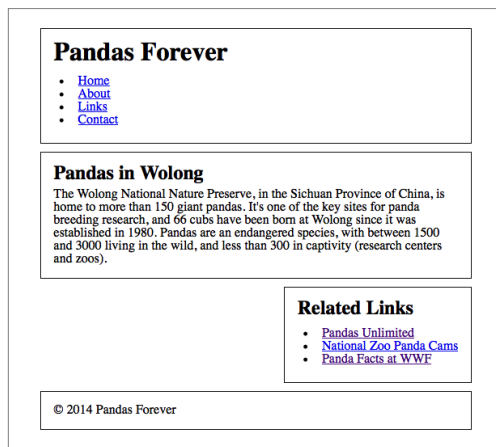 Pandas Forever
Home
About
Links
Contact
Pandas in Wolong
The Wolong National Nature Preserve, in the Sichuan Province of China, is
home to more than 150 giant pandas. It's one of the key sites for panda
breeding research, and 66 cubs have been born at Wolong since it was
established in 1980. Pandas are an endangered species, with between 1500
and 3000 living in the wild, and less than 300 in captivity (research centers
and zoos).
Related Links
Pandas Unlimited
National Zoo Panda Cams
Panda Facts at WWF
© 2014 Pandas Forever